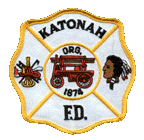 KATONAH
ORG.
1874
F.D.